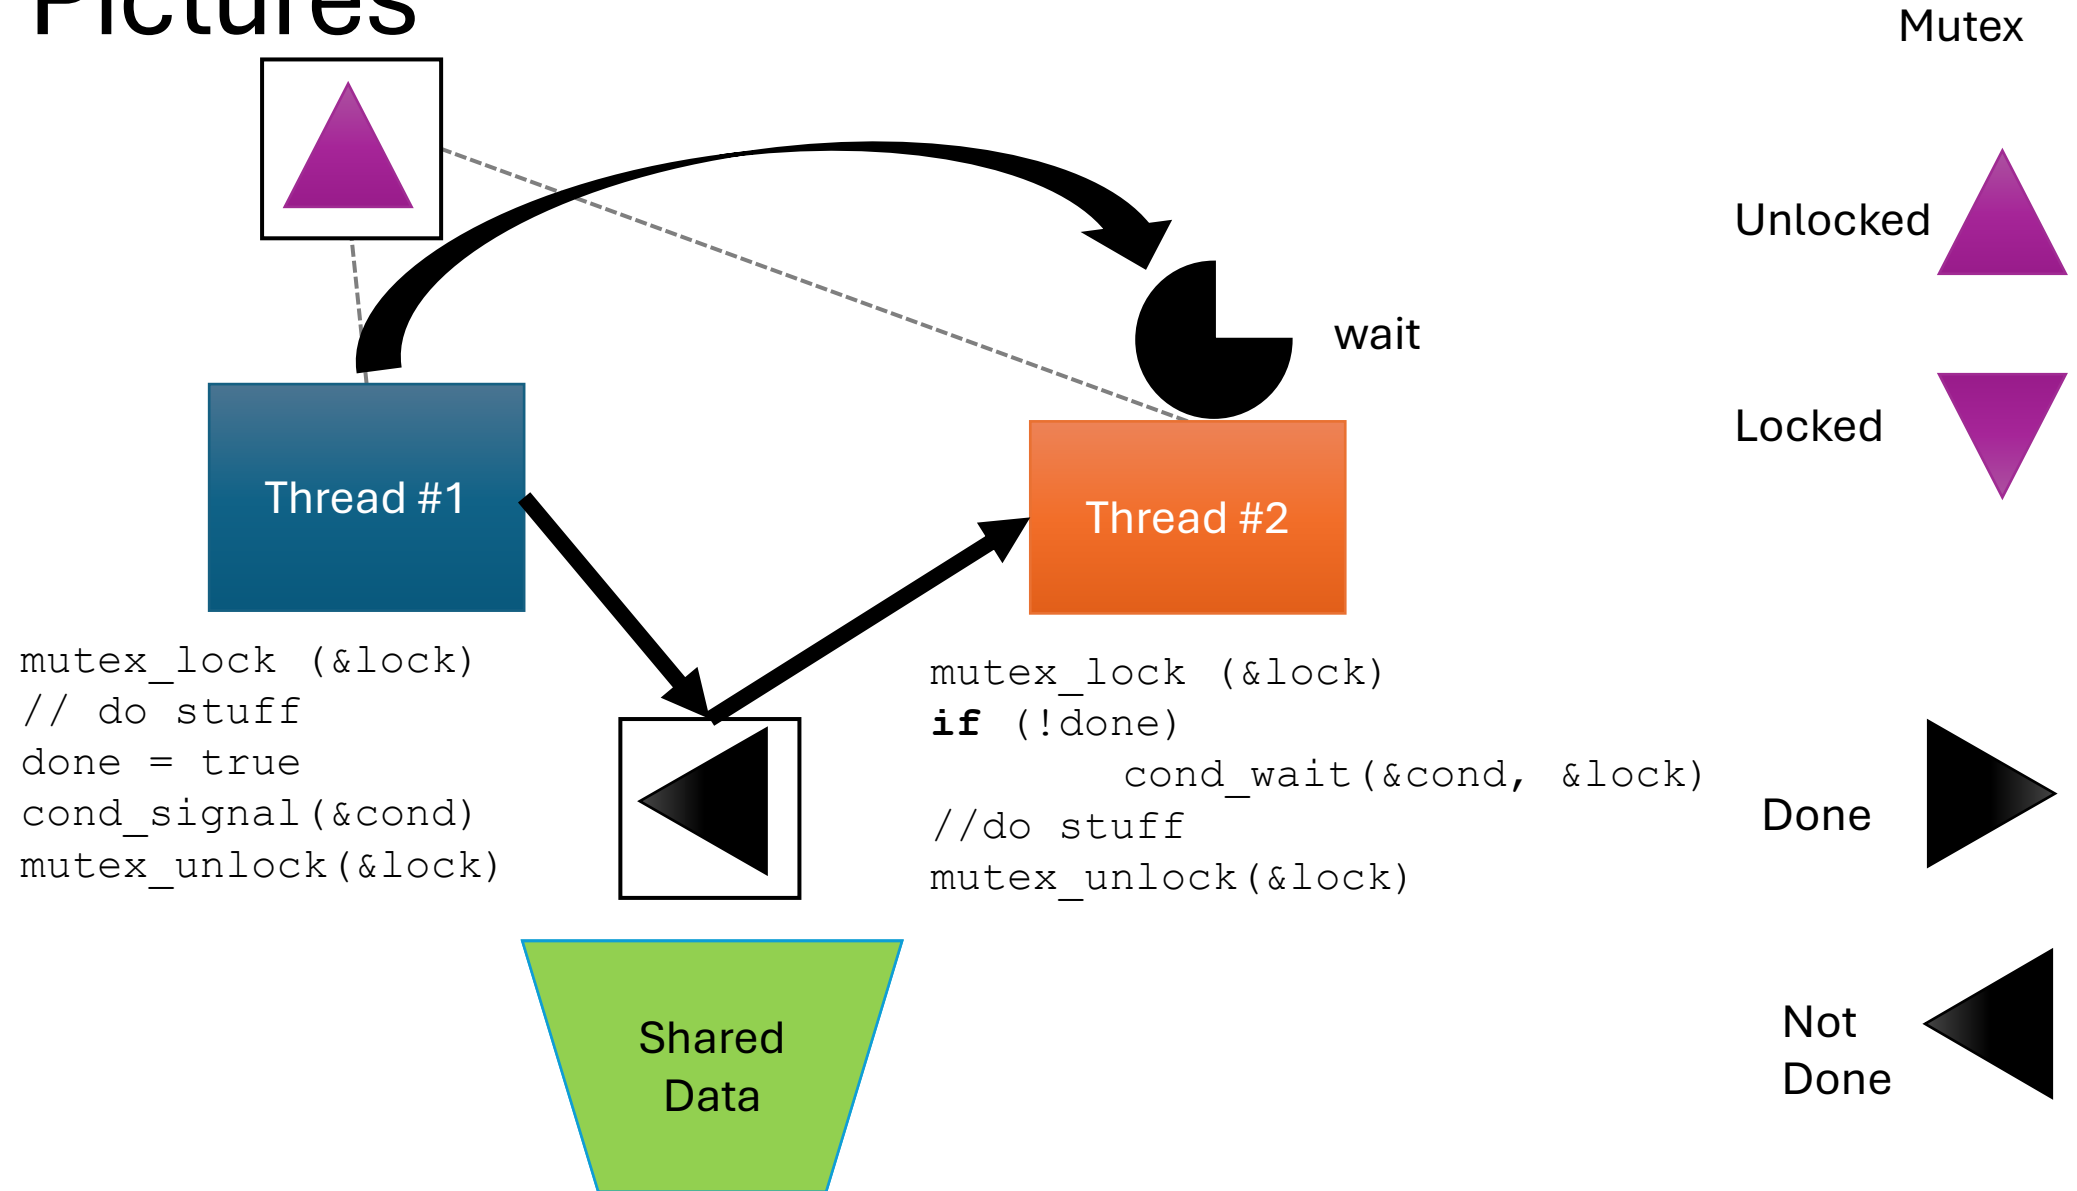 Pictures
Mutex
Unlocked
wait
Locked
Thread #1
Thread #2
mutex_lock (&lock)
// do stuff
done = true
cond_signal(&cond)
mutex_unlock(&lock)
mutex_lock (&lock)
if (!done)
cond_wait(&cond, &lock)
//do stuff
mutex_unlock(&lock)
Done
Not
Done
Shared
Data